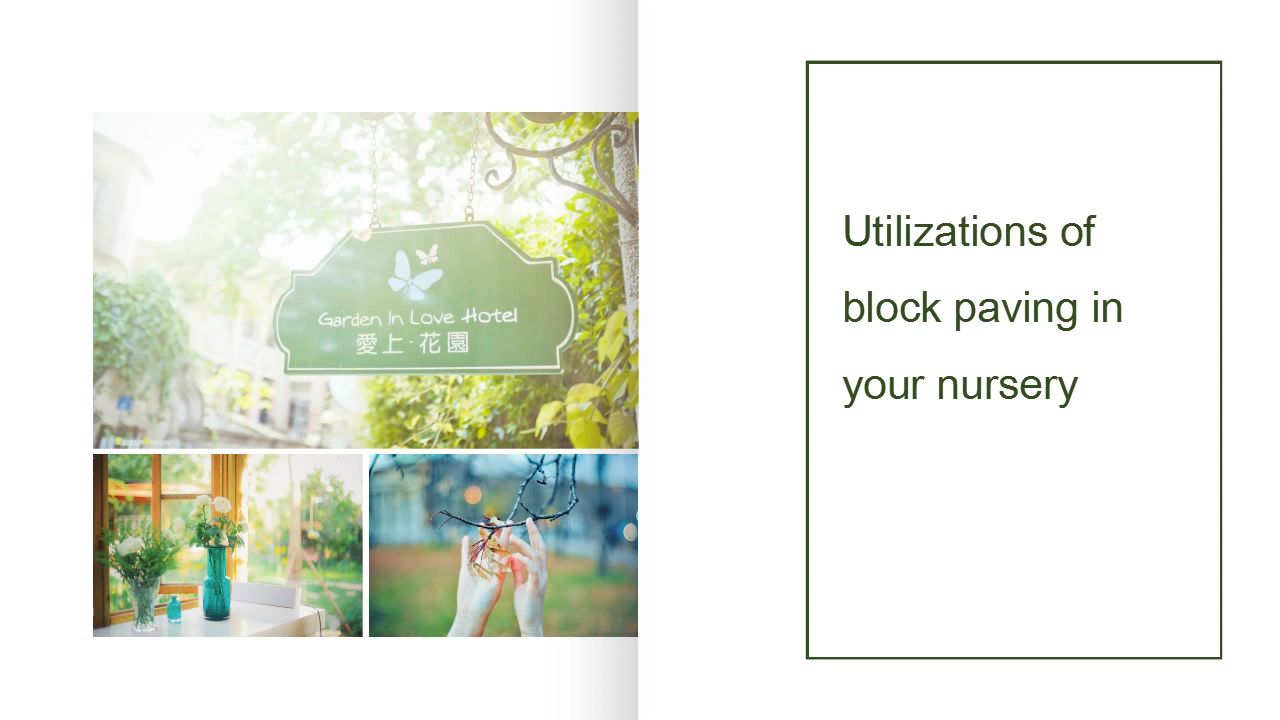 Garden In Love Hotel
愛上·花園
Utilizations of
block paving in
your nursery